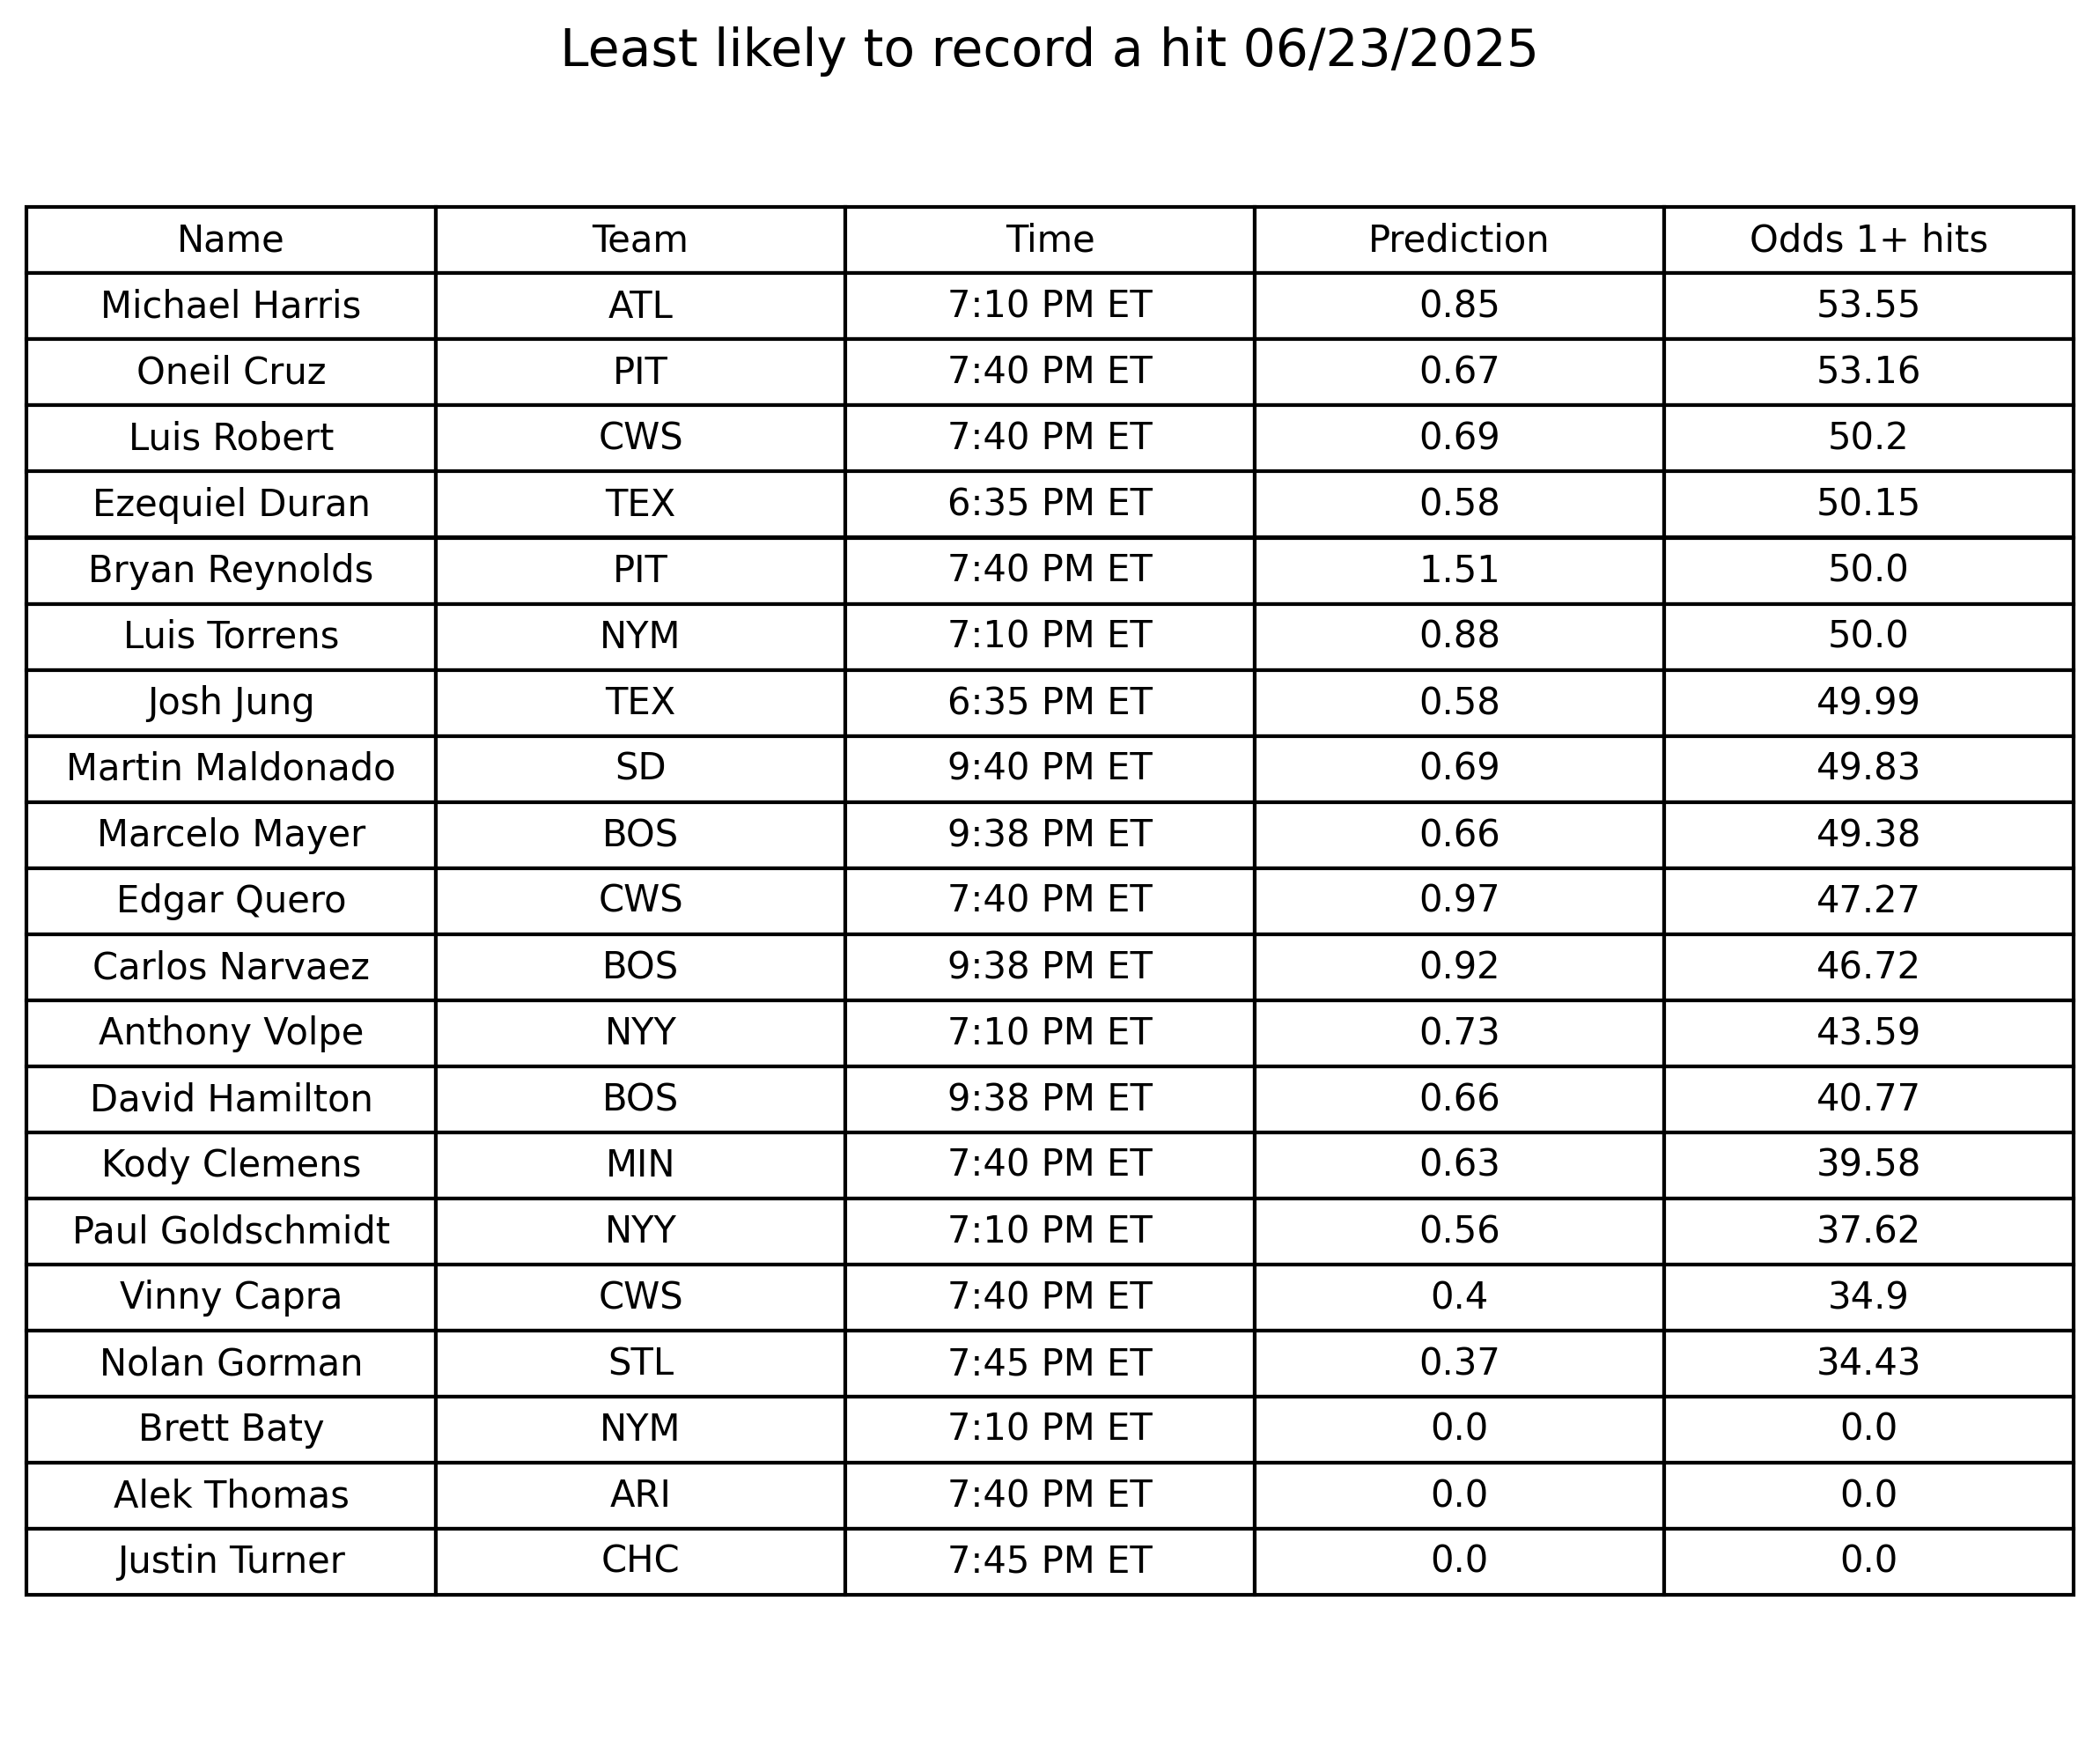 Least likely to record a hit 06/23/2025
Name Team Time Prediction Odds 1+ hits
Michael Harris ATL 7:10 PM ET 0.85 53.55
Oneil Cruz PIT 7:40 PM ET 0.67 53.16
Luis Robert CWS 7:40 PM ET 0.69 50.2
Ezequiel Duran TEX 6:35 PM ET 0.58 50.15
Bryan Reynolds PIT 7:40 PM ET 1.51 50.0
Luis Torrens NYM 7:10 PM ET 0.88 50.0
Josh Jung TEX 6:35 PM ET 0.58 49.99
Martin Maldonado SD 9:40 PM ET 0.69 49.83
Marcelo Mayer BOS 9:38 PM ET 0.66 49.38
Edgar Quero CWS 7:40 PM ET 0.97 47.27
Carlos Narvaez BOS 9:38 PM ET 0.92 46.72
Anthony Volpe NYY 7:10 PM ET 0.73 43.59
David Hamilton BOS 9:38 PM ET 0.66 40.77
Kody Clemens MIN 7:40 PM ET 0.63 39.58
Paul Goldschmidt NYY 7:10 PM ET 0.56 37.62
Vinny Capra CWS 7:40 PM ET 0.4 34.9
Nolan Gorman STL 7:45 PM ET 0.37 34.43
Brett Baty NYM 7:10 PM ET 0.0 0.0
Alek Thomas ARI 7:40 PM ET 0.0 0.0
Justin Turner CHC 7:45 PM ET 0.0 0.0